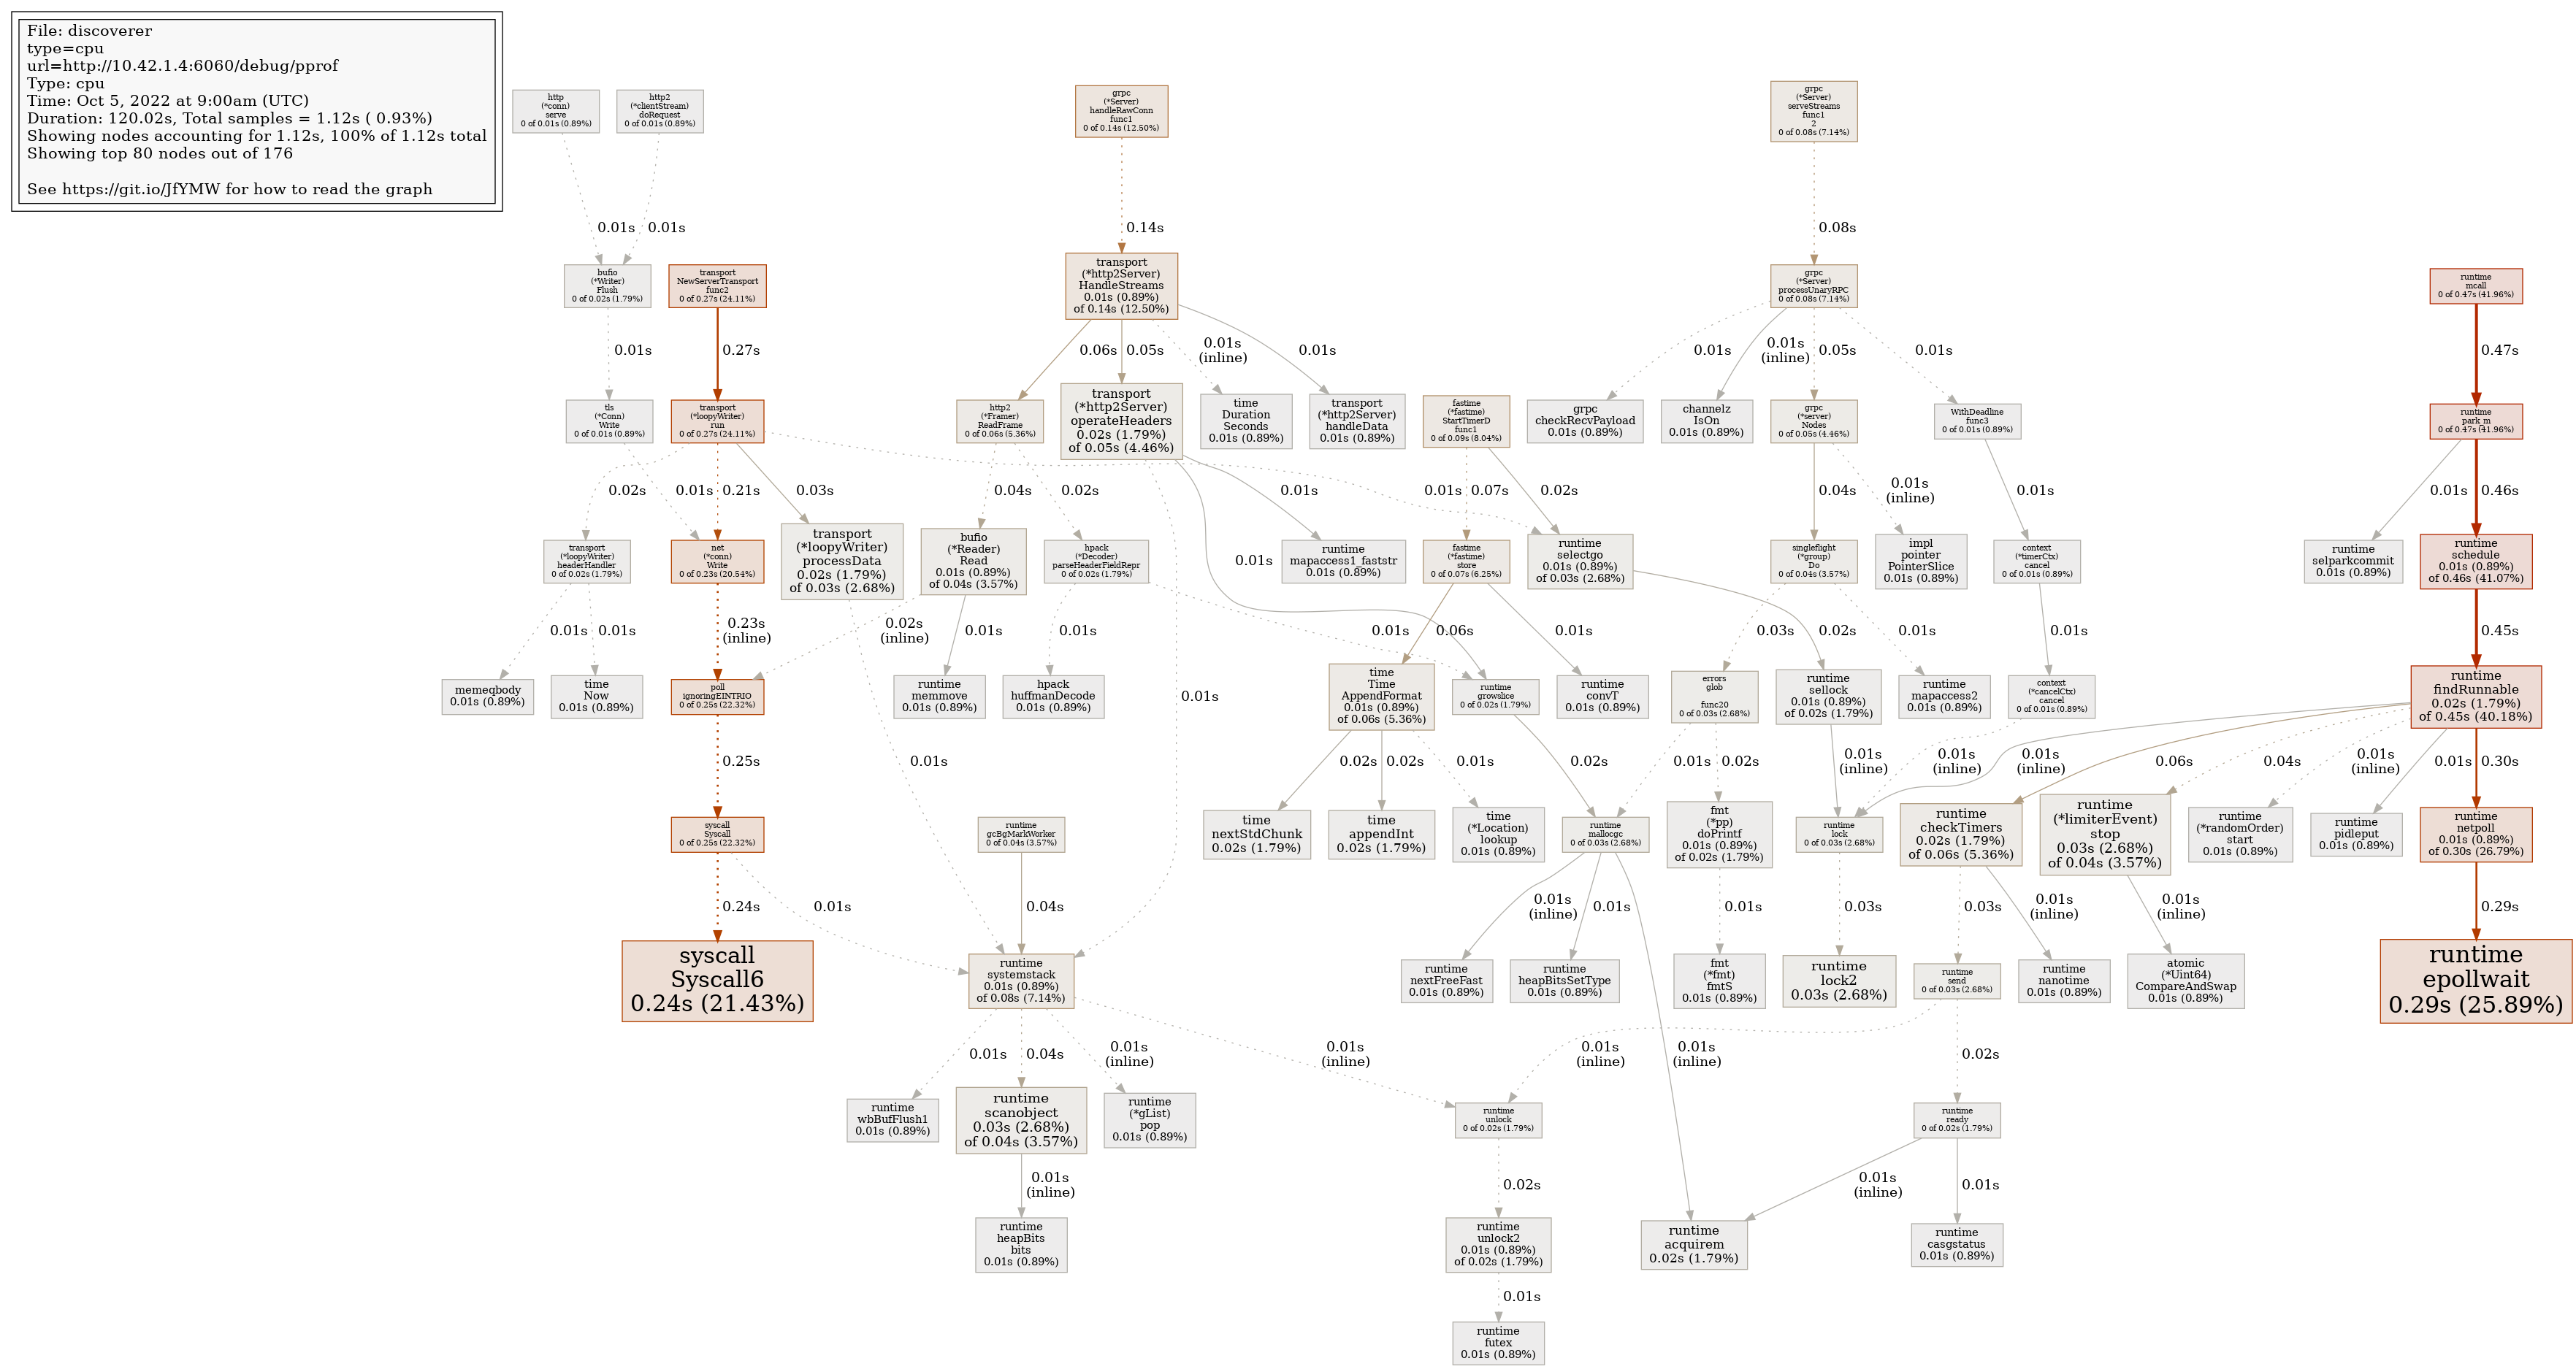 File: discoverer
type=cpu
url=http://10.42.1.4:6060/debug/pprof
Type: cpu
Time: Oct 5, 2022 at 9:00am (UTC)
Duration: 120.02s, Total samples = 1.12s ( 0.93%)
Showing nodes accounting for 1.12s, 100% of 1.12s total
Showing top 80 nodes out of 176
See https://git.io/JfYMW for how to read the graph
http
(*conn)
serve
0 of 0.01s (0.89%)
http2
(*clientStream)
doRequest
0 of 0.01s (0.89%)
grpc
(*Server)
handleRawConn
func1
0 of 0.14s (12.50%)
grpc
(*Server)
serveStreams
func1
2
0 of 0.08s (7.14%)
0.01s
0.01s
0.14s
0.08s
bufio
(*Writer)
Flush
0 of 0.02s (1.79%)
transport
NewServerTransport
func2
0 of 0.27s (24.11%)
transport
(*http2Server)
HandleStreams
0.01s (0.89%)
of 0.14s (12.50%)
grpc
(*Server)
processUnaryRPC
0 of 0.08s (7.14%)
runtime
mcall
0 of 0.47s (41.96%)
0.01s
0.27s
0.06s
0.05s
0.01s
(inline)
0.01s
0.01s
0.01s
(inline)
0.05s
0.01s
0.47s
tls
(*Conn)
Write
0 of 0.01s (0.89%)
transport
(*loopyWriter)
run
0 of 0.27s (24.11%)
http2
(*Framer)
ReadFrame
0 of 0.06s (5.36%)
transport
(*http2Server)
operateHeaders
0.02s (1.79%)
of 0.05s (4.46%)
time
Duration
Seconds
0.01s (0.89%)
transport
(*http2Server)
handleData
0.01s (0.89%)
fastime
(*fastime)
StartTimerD
func1
0 of 0.09s (8.04%)
grpc
checkRecvPayload
0.01s (0.89%)
channelz
IsOn
0.01s (0.89%)
grpc
(*server)
Nodes
0 of 0.05s (4.46%)
WithDeadline
func3
0 of 0.01s (0.89%)
runtime
park_m
0 of 0.47s (41.96%)
0.02s
0.01s
0.21s
0.03s
0.04s
0.02s
0.01s
0.01s
0.01s
0.07s
0.02s
0.04s
0.01s
(inline)
0.01s
0.01s
0.46s
transport
(*loopyWriter)
headerHandler
0 of 0.02s (1.79%)
net
(*conn)
Write
0 of 0.23s (20.54%)
transport
(*loopyWriter)
processData
0.02s (1.79%)
of 0.03s (2.68%)
bufio
(*Reader)
Read
0.01s (0.89%)
of 0.04s (3.57%)
hpack
(*Decoder)
parseHeaderFieldRepr
0 of 0.02s (1.79%)
runtime
mapaccess1_faststr
0.01s (0.89%)
fastime
(*fastime)
store
0 of 0.07s (6.25%)
runtime
selectgo
0.01s (0.89%)
of 0.03s (2.68%)
singleflight
(*group)
Do
0 of 0.04s (3.57%)
impl
pointer
PointerSlice
0.01s (0.89%)
context
(*timerCtx)
cancel
0 of 0.01s (0.89%)
runtime
selparkcommit
0.01s (0.89%)
runtime
schedule
0.01s (0.89%)
of 0.46s (41.07%)
0.01s
0.01s
0.23s
(inline)
0.02s
(inline)
0.01s
0.01s
0.01s
0.06s
0.01s
0.02s
0.03s
0.01s
0.01s
0.45s
memeqbody
0.01s (0.89%)
time
Now
0.01s (0.89%)
poll
ignoringEINTRIO
0 of 0.25s (22.32%)
runtime
memmove
0.01s (0.89%)
hpack
huffmanDecode
0.01s (0.89%)
0.01s
time
Time
AppendFormat
0.01s (0.89%)
of 0.06s (5.36%)
runtime
growslice
0 of 0.02s (1.79%)
runtime
convT
0.01s (0.89%)
errors
glob
func20
0 of 0.03s (2.68%)
runtime
sellock
0.01s (0.89%)
of 0.02s (1.79%)
runtime
mapaccess2
0.01s (0.89%)
context
(*cancelCtx)
cancel
0 of 0.01s (0.89%)
runtime
findRunnable
0.02s (1.79%)
of 0.45s (40.18%)
0.25s
0.01s
0.02s
0.02s
0.01s
0.02s
0.01s
0.02s
0.01s
(inline)
0.01s
(inline)
0.01s
(inline)
0.06s
0.04s
0.01s
(inline)
0.01s
0.30s
syscall
Syscall
0 of 0.25s (22.32%)
runtime
gcBgMarkWorker
0 of 0.04s (3.57%)
time
nextStdChunk
0.02s (1.79%)
time
appendInt
0.02s (1.79%)
time
(*Location)
lookup
0.01s (0.89%)
runtime
mallocgc
0 of 0.03s (2.68%)
fmt
(*pp)
doPrintf
0.01s (0.89%)
of 0.02s (1.79%)
runtime
lock
0 of 0.03s (2.68%)
runtime
checkTimers
0.02s (1.79%)
of 0.06s (5.36%)
runtime
(*limiterEvent)
stop
0.03s (2.68%)
of 0.04s (3.57%)
runtime
(*randomOrder)
start
0.01s (0.89%)
runtime
pidleput
0.01s (0.89%)
runtime
netpoll
0.01s (0.89%)
of 0.30s (26.79%)
0.24s
0.01s
0.04s
0.01s
(inline)
0.01s
0.01s
0.03s
0.03s
0.01s
(inline)
0.01s
(inline)
0.29s
syscall
Syscall6
0.24s (21.43%)
runtime
systemstack
0.01s (0.89%)
of 0.08s (7.14%)
runtime
nextFreeFast
0.01s (0.89%)
runtime
heapBitsSetType
0.01s (0.89%)
fmt
(*fmt)
fmtS
0.01s (0.89%)
runtime
lock2
0.03s (2.68%)
runtime
send
0 of 0.03s (2.68%)
runtime
nanotime
0.01s (0.89%)
atomic
(*Uint64)
CompareAndSwap
0.01s (0.89%)
runtime
epollwait
0.29s (25.89%)
0.01s
0.04s
0.01s
(inline)
0.01s
(inline)
0.01s
(inline)
0.01s
(inline)
0.02s
runtime
wbBufFlush1
0.01s (0.89%)
runtime
scanobject
0.03s (2.68%)
of 0.04s (3.57%)
runtime
(*gList)
pop
0.01s (0.89%)
runtime
unlock
0 of 0.02s (1.79%)
runtime
ready
0 of 0.02s (1.79%)
0.01s
(inline)
0.02s
0.01s
(inline)
0.01s
runtime
heapBits
bits
0.01s (0.89%)
runtime
unlock2
0.01s (0.89%)
of 0.02s (1.79%)
runtime
acquirem
0.02s (1.79%)
runtime
casgstatus
0.01s (0.89%)
0.01s
runtime
futex
0.01s (0.89%)